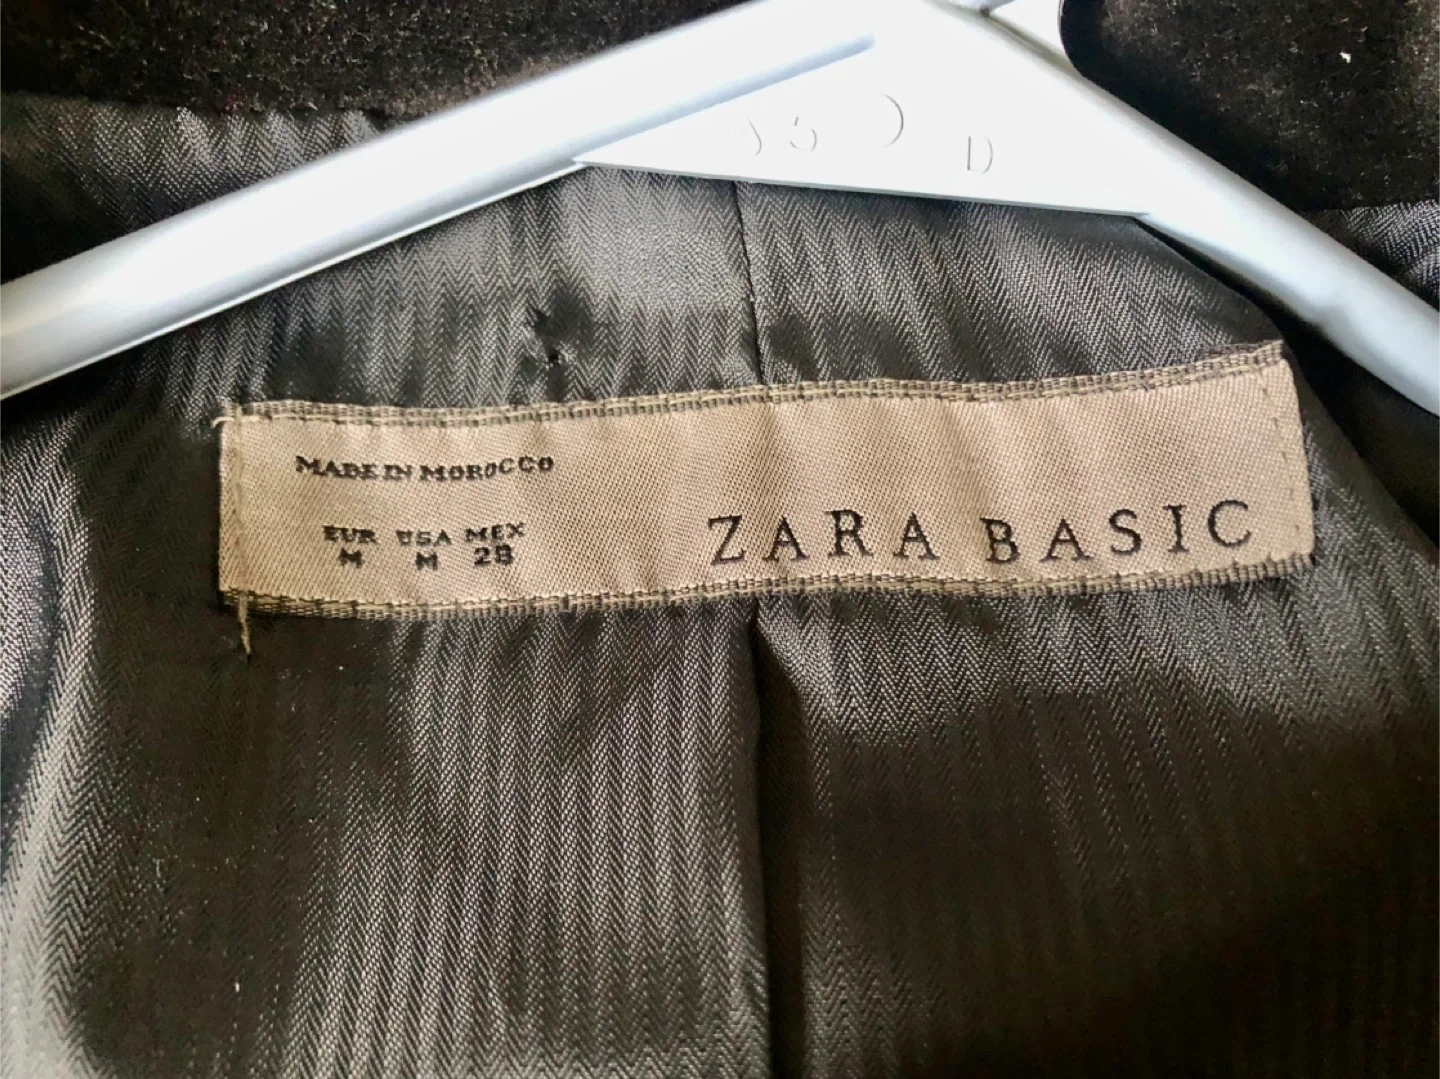 MADE IN MOROCCO
EUR USA MEX
M M 28
ZARA BASIC
D